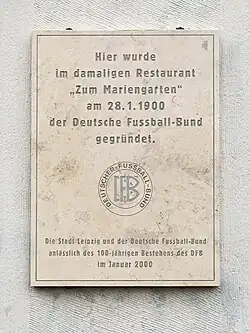 Hier wurde
im damaligen Restaurant
„Zum Mariengarten“
am 28.1.1900
der Deutsche Fussball-Bund
gegründet.
DEUTSCHER-FUSSBALL-BUND
DFB
Die Stadt Leipzig und der Deutsche Fussball-Bund
anlässlich des 100-jährigen Bestehens des DFB
im Januar 2000